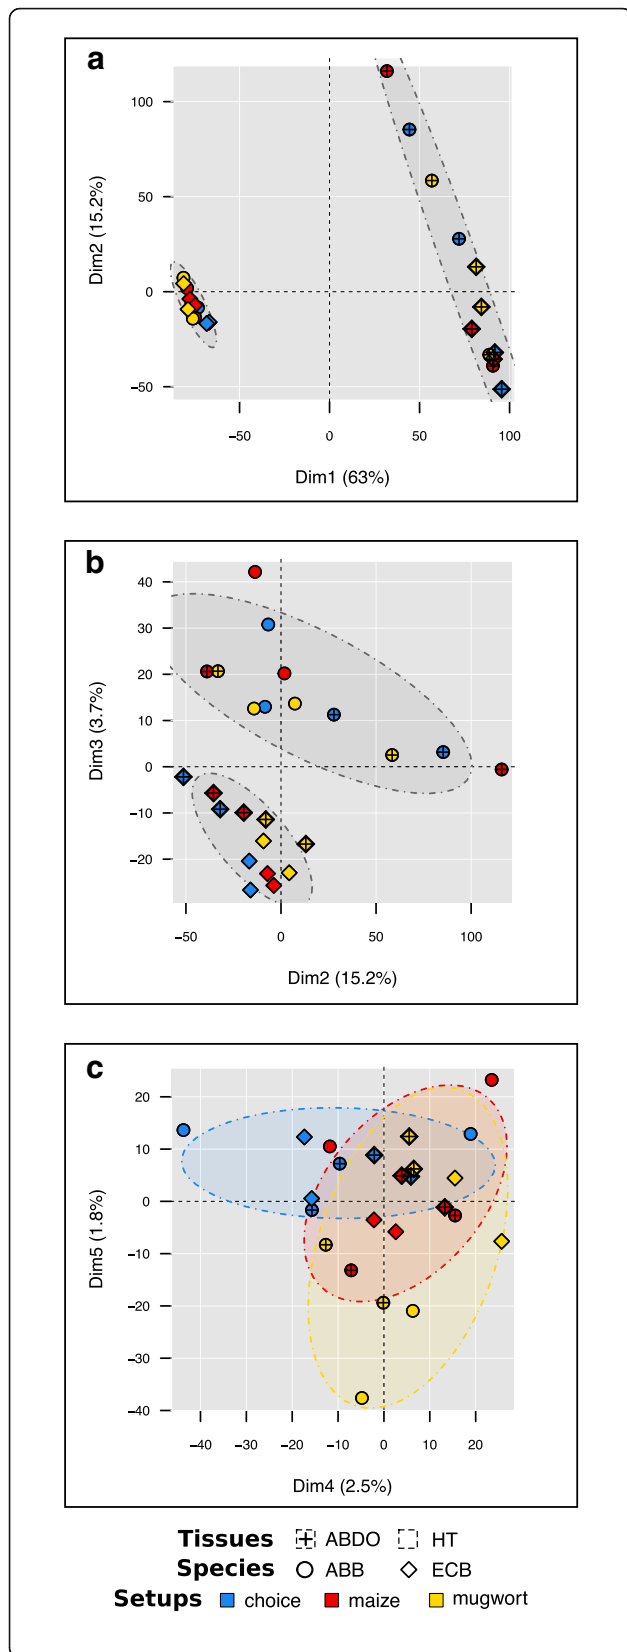 a
100
50
0
−50
Dim2 (15.2%)
−50 0 50 100
Dim1 (63%)
b
40
30
20
10
0
−10
−20
Dim3 (3.7%)
−50 0 50 100
Dim2 (15.2%)
c
20
10
0
−10
−20
−30
−40
Dim5 (1.8%)
−40 −30 −20 −10 0 10 20
Dim4 (2.5%)
Tissues ABDO HT
Species ABB ECB
Setups choice maize mugwort